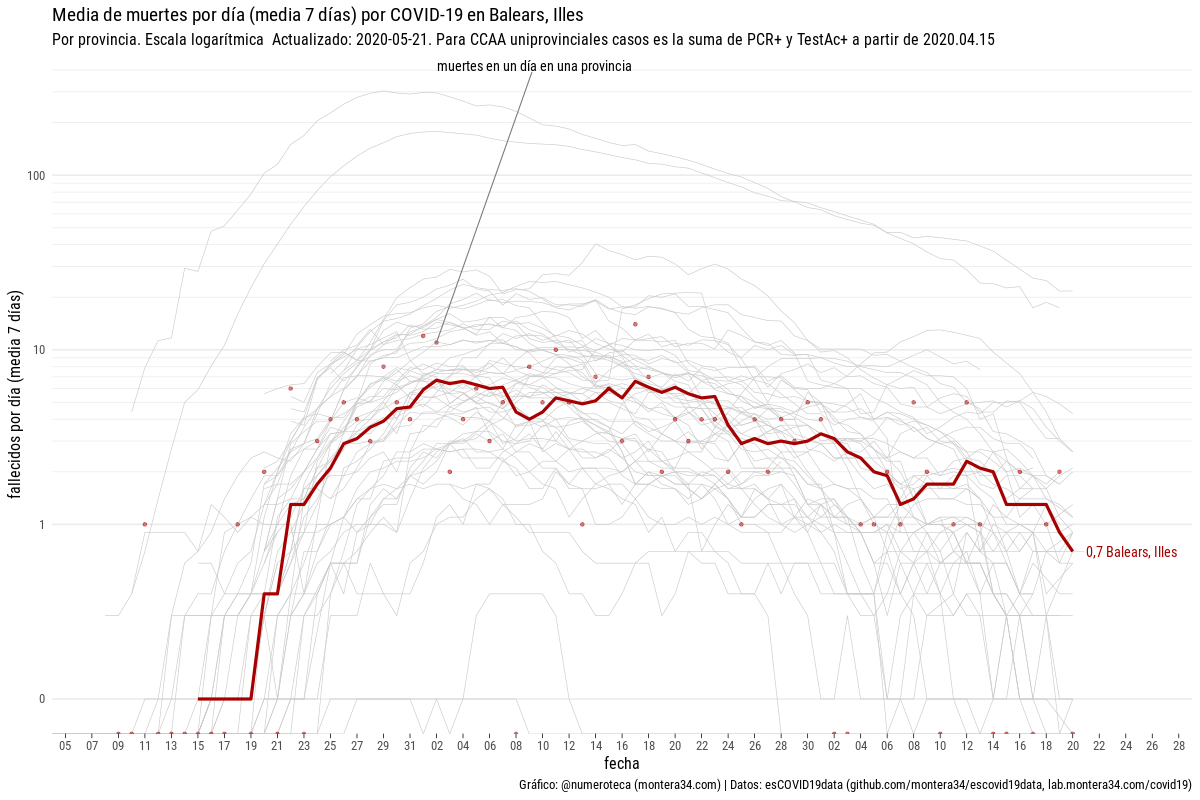 Media de muertes por día (media 7 días) por COVID-19 en Balears, Illes
Por provincia. Escala logarítmica  Actualizado: 2020-05-21. Para CCAA uniprovinciales casos es la suma de PCR+ y TestAc+ a partir de 2020.04.15
muertes en un día en una provincia
fallecidos por día (media  7 días)
100
10
1
0
0,7 Balears, Illes
05 07 09 11 13 15 17 19 21 23 25 27 29 31 02 04 06 08 10 12 14 16 18 20 22 24 26 28 30 02 04 06 08 10 12 14 16 18 20 22 24 26 28
fecha
Gráfico: @numeroteca (montera34.com) | Datos: esCOVID19data (github.com/montera34/escovid19data, lab.montera34.com/covid19)